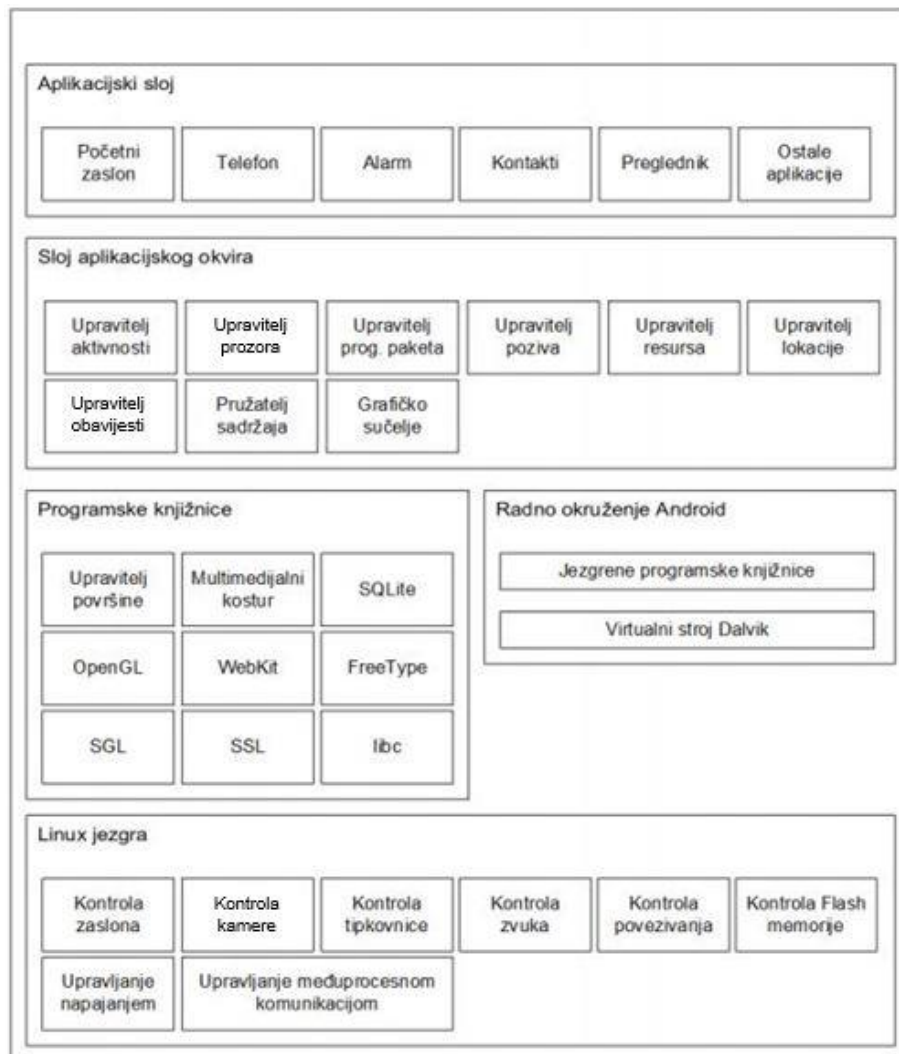 Aplikacijski sloj
Početni
zaslon
Telefon
Alarm
Kontakti
Preglednik
Ostale
aplikacije
Sloj aplikacijskog okvira
Upravitelj
aktivnosti
Upravitelj
prozora
Upravitelj
prog. paketa
Upravitelj
poziva
Upravitelj
resursa
Upravitelj
lokacije
Upravitelj
obavijesti
Pružatelj
sadržaja
Grafičko
sučelje
Programske knjižnice
Upravitelj
površine
Multimedijalni
kostur
SQLite
OpenGL
WebKit
FreeType
SGL
SSL
libc
Radno okruženje Android
Jezgrene programske knjižnice
Virtualni stroj Dalvik
Linux jezgra
Kontrola
zaslona
Kontrola
kamere
Kontrola
tipkovnice
Kontrola
zvuka
Kontrola
povezivanja
Kontrola Flash
memorije
Upravljanje
napajanjem
Upravljanje međuprocesnom
komunikacijom